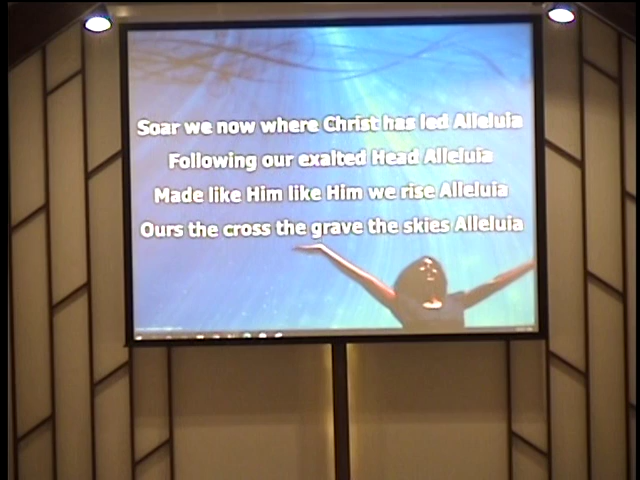 Soar we now where Christ has led Alleluia
Following our exalted Head Alleluia
Made like Him like Him we rise Alleluia
Ours the cross the grave the skies Alleluia